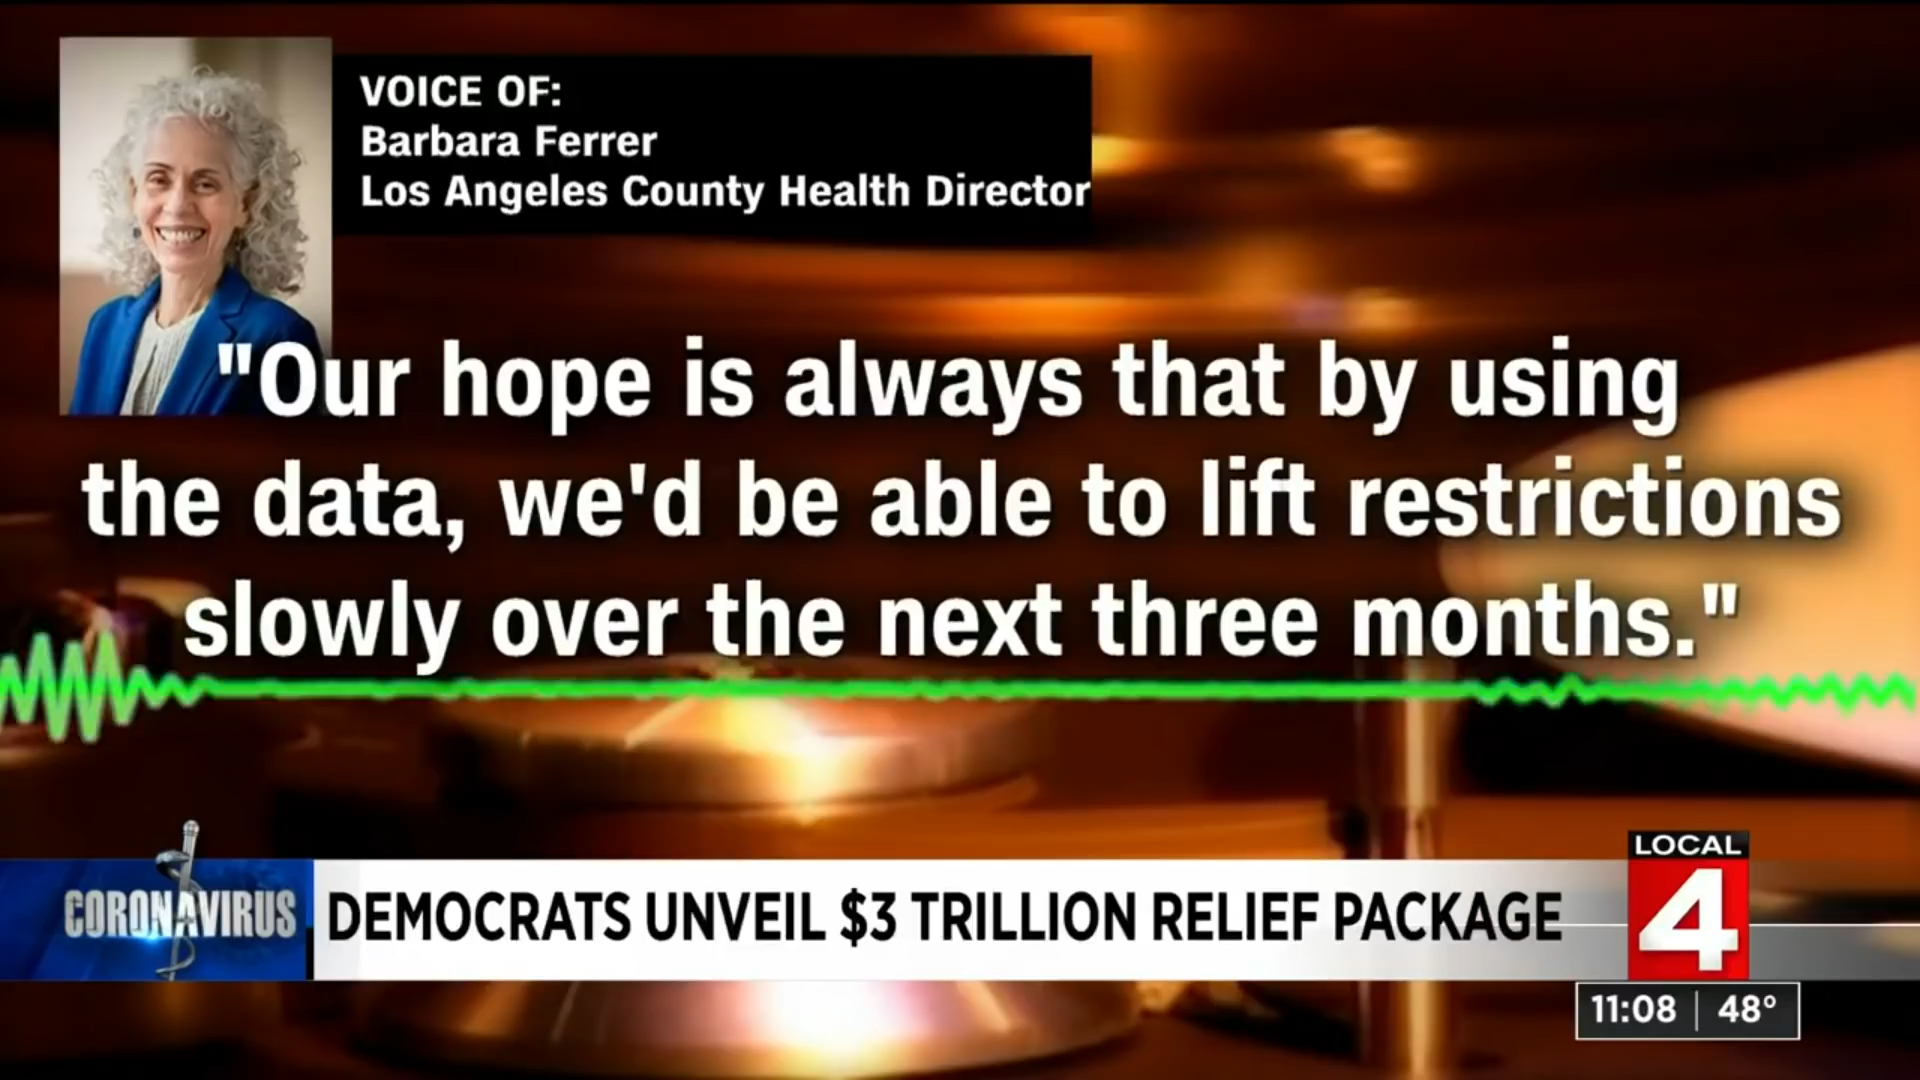 VOICE OF:
Barbara Ferrer
Los Angeles County Health Director
"Our hope is always that by using
the data, we'd be able to lift restrictions
slowly over the next three months."
CORONAVIRUS
DEMOCRATS UNVEIL $3 TRILLION RELIEF PACKAGE
LOCAL
4
11:08 | 48°